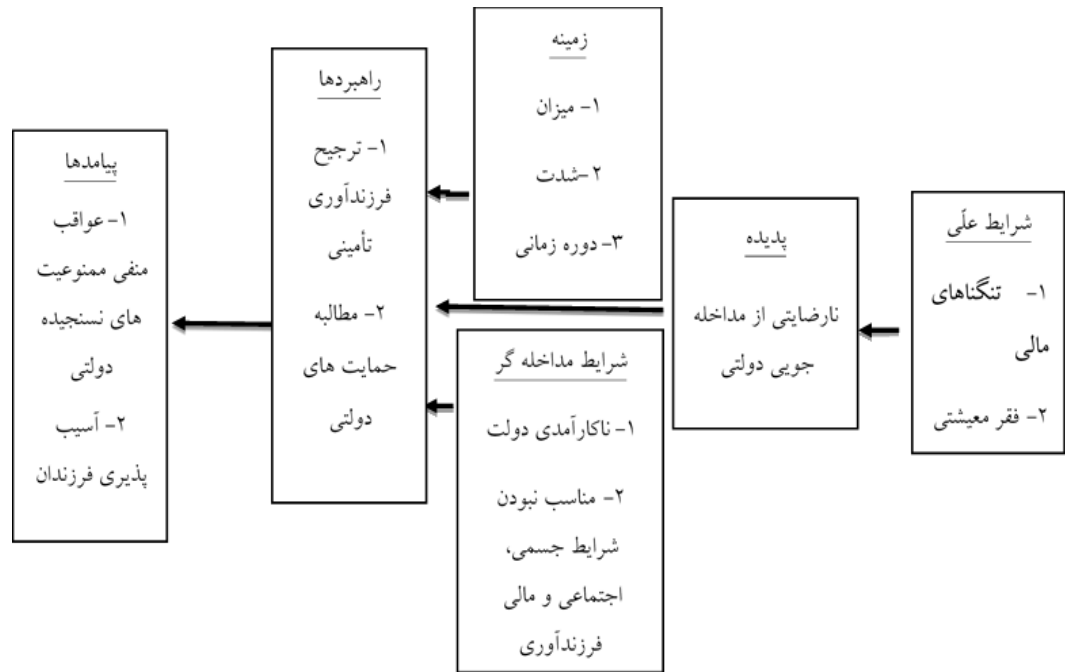 شرایط علّی
۱- تنگناهای
مالی
۲- فقر معیشتی
پدیده
نارضایتی از مداخله
جویی دولتی
زمینه
۱- میزان
۲-شدت
۳- دوره زمانی
شرایط مداخله گر
۱- ناکارآمدی دولت
۲- مناسب نبودن
شرایط جسمی،
اجتماعی و مالی
فرزندآوری
راهبردها
۱- ترجیح
فرزندآوری
تأمینی
۲- مطالبه
حمایت های
دولتی
پیامدها
۱- عواقب
منفی ممنوعیت
های نسنجیده
دولتی
۲- آسیب
پذیری فرزندان